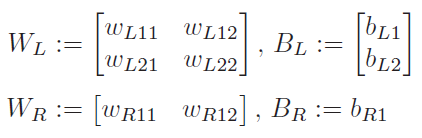 W_L := [w_{L11} w_{L12}; w_{L21} w_{L22}], B_L := [b_{L1}; b_{L2}]
W_R := [w_{R11} w_{R12}], B_R := b_{R1}